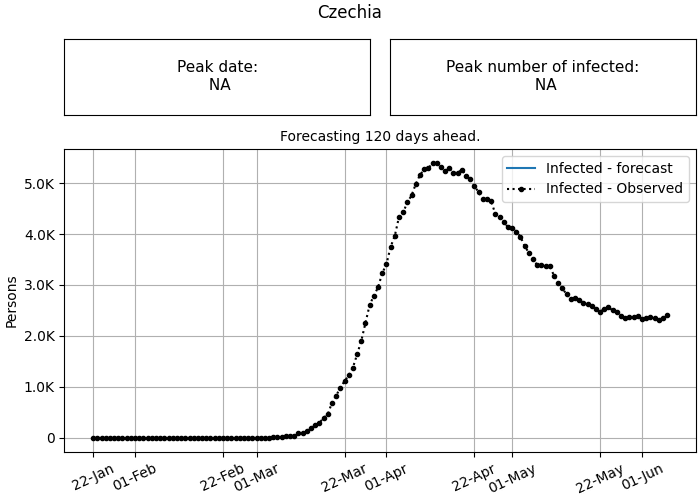 Czechia
Peak date:
NA
Peak number of infected:
NA
Forecasting 120 days ahead.
Infected - forecast
Infected - Observed
Persons
5.0K
4.0K
3.0K
2.0K
1.0K
0
22-Jan
01-Feb
22-Feb
01-Mar
22-Mar
01-Apr
22-Apr
01-May
22-May
01-Jun